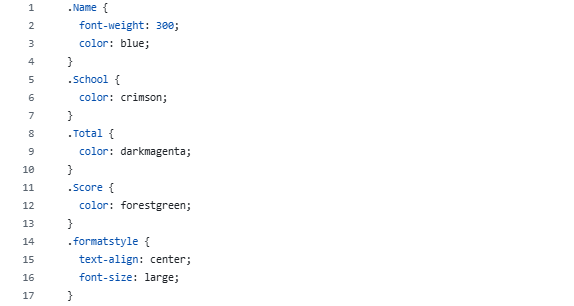 1 .Name {
2 font-weight: 300;
3 color: blue;
4 }
5 .School {
6 color: crimson;
7 }
8 .Total {
9 color: darkmagenta;
10 }
11 .Score {
12 color: forestgreen;
13 }
14 .formatstyle {
15 text-align: center;
16 font-size: large;
17 }